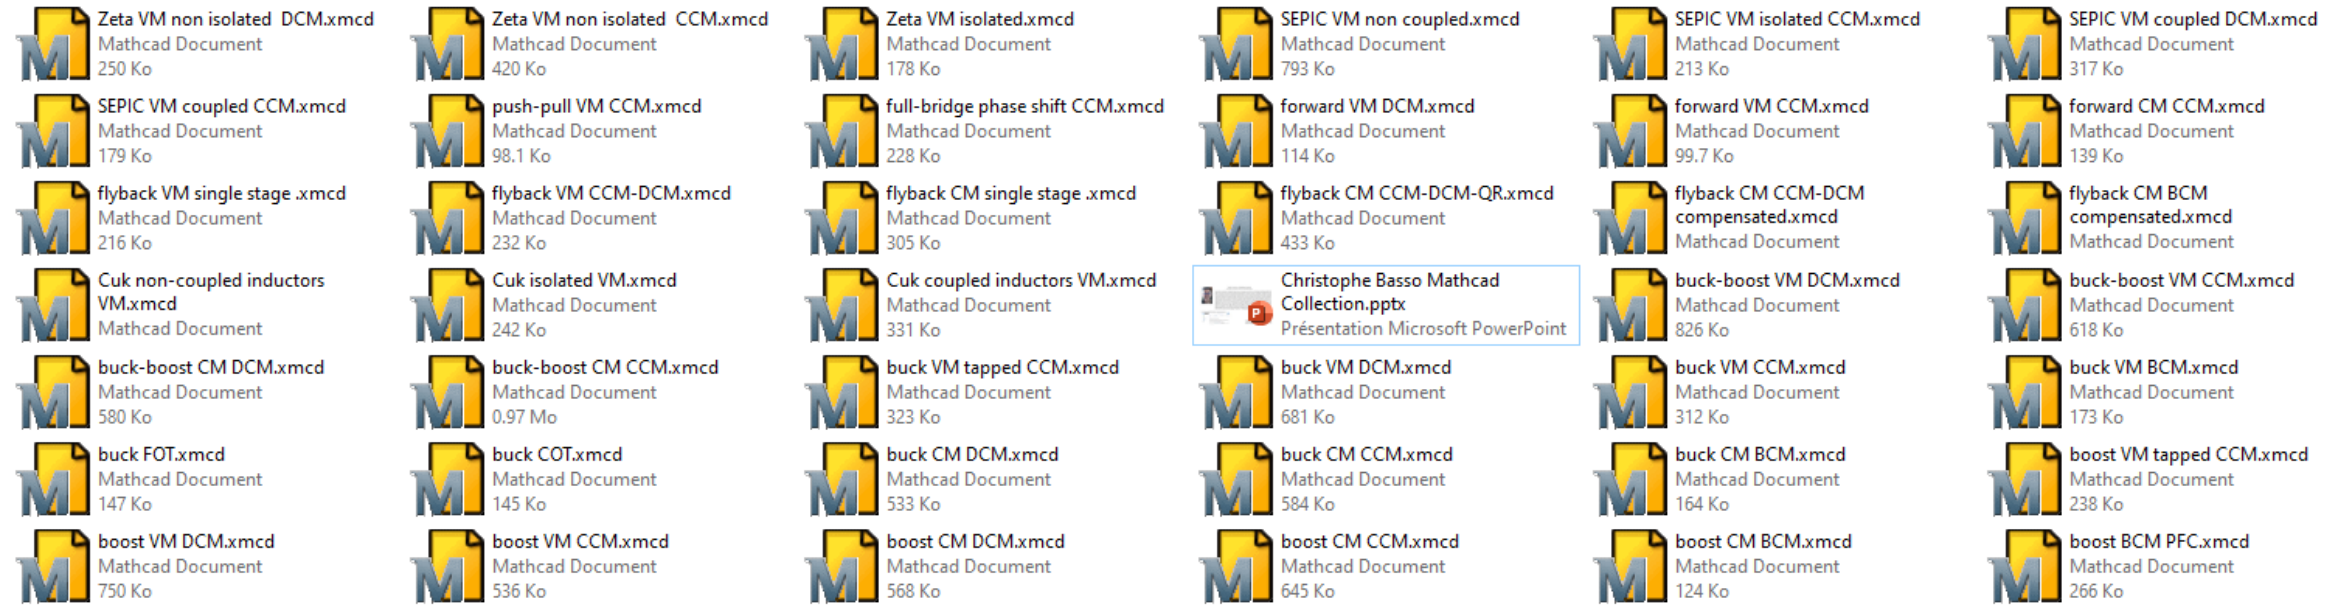 Zeta VM non isolated  DCM.xmcd
Mathcad Document
250 Ko
Zeta VM non isolated  CCM.xmcd
Mathcad Document
420 Ko
Zeta VM isolated.xmcd
Mathcad Document
178 Ko
SEPIC VM non coupled.xmcd
Mathcad Document
793 Ko
SEPIC VM isolated CCM.xmcd
Mathcad Document
213 Ko
SEPIC VM coupled DCM.xmcd
Mathcad Document
317 Ko
SEPIC VM coupled CCM.xmcd
Mathcad Document
179 Ko
push-pull VM CCM.xmcd
Mathcad Document
98.1 Ko
full-bridge phase shift CCM.xmcd
Mathcad Document
228 Ko
forward VM DCM.xmcd
Mathcad Document
114 Ko
forward VM CCM.xmcd
Mathcad Document
99.7 Ko
forward CM CCM.xmcd
Mathcad Document
139 Ko
flyback VM single stage .xmcd
Mathcad Document
216 Ko
flyback VM CCM-DCM.xmcd
Mathcad Document
232 Ko
flyback CM single stage .xmcd
Mathcad Document
305 Ko
flyback CM CCM-DCM-QR.xmcd
Mathcad Document
433 Ko
flyback CM CCM-DCM
compensated.xmcd
Mathcad Document
flyback CM BCM
compensated.xmcd
Mathcad Document
Cuk non-coupled inductors
VM.xmcd
Mathcad Document
Cuk isolated VM.xmcd
Mathcad Document
242 Ko
Cuk coupled inductors VM.xmcd
Mathcad Document
331 Ko
Christophe Basso Mathcad
Collection.pptx
Présentation Microsoft PowerPoint
buck-boost VM DCM.xmcd
Mathcad Document
826 Ko
buck-boost VM CCM.xmcd
Mathcad Document
618 Ko
buck-boost CM DCM.xmcd
Mathcad Document
580 Ko
buck-boost CM CCM.xmcd
Mathcad Document
0.97 Mo
buck VM tapped CCM.xmcd
Mathcad Document
323 Ko
buck VM DCM.xmcd
Mathcad Document
681 Ko
buck VM CCM.xmcd
Mathcad Document
312 Ko
buck VM BCM.xmcd
Mathcad Document
173 Ko
buck FOT.xmcd
Mathcad Document
147 Ko
buck COT.xmcd
Mathcad Document
145 Ko
buck CM DCM.xmcd
Mathcad Document
533 Ko
buck CM CCM.xmcd
Mathcad Document
584 Ko
buck CM BCM.xmcd
Mathcad Document
164 Ko
boost VM tapped CCM.xmcd
Mathcad Document
238 Ko
boost VM DCM.xmcd
Mathcad Document
750 Ko
boost VM CCM.xmcd
Mathcad Document
536 Ko
boost CM DCM.xmcd
Mathcad Document
568 Ko
boost CM CCM.xmcd
Mathcad Document
645 Ko
boost CM BCM.xmcd
Mathcad Document
124 Ko
boost BCM PFC.xmcd
Mathcad Document
266 Ko